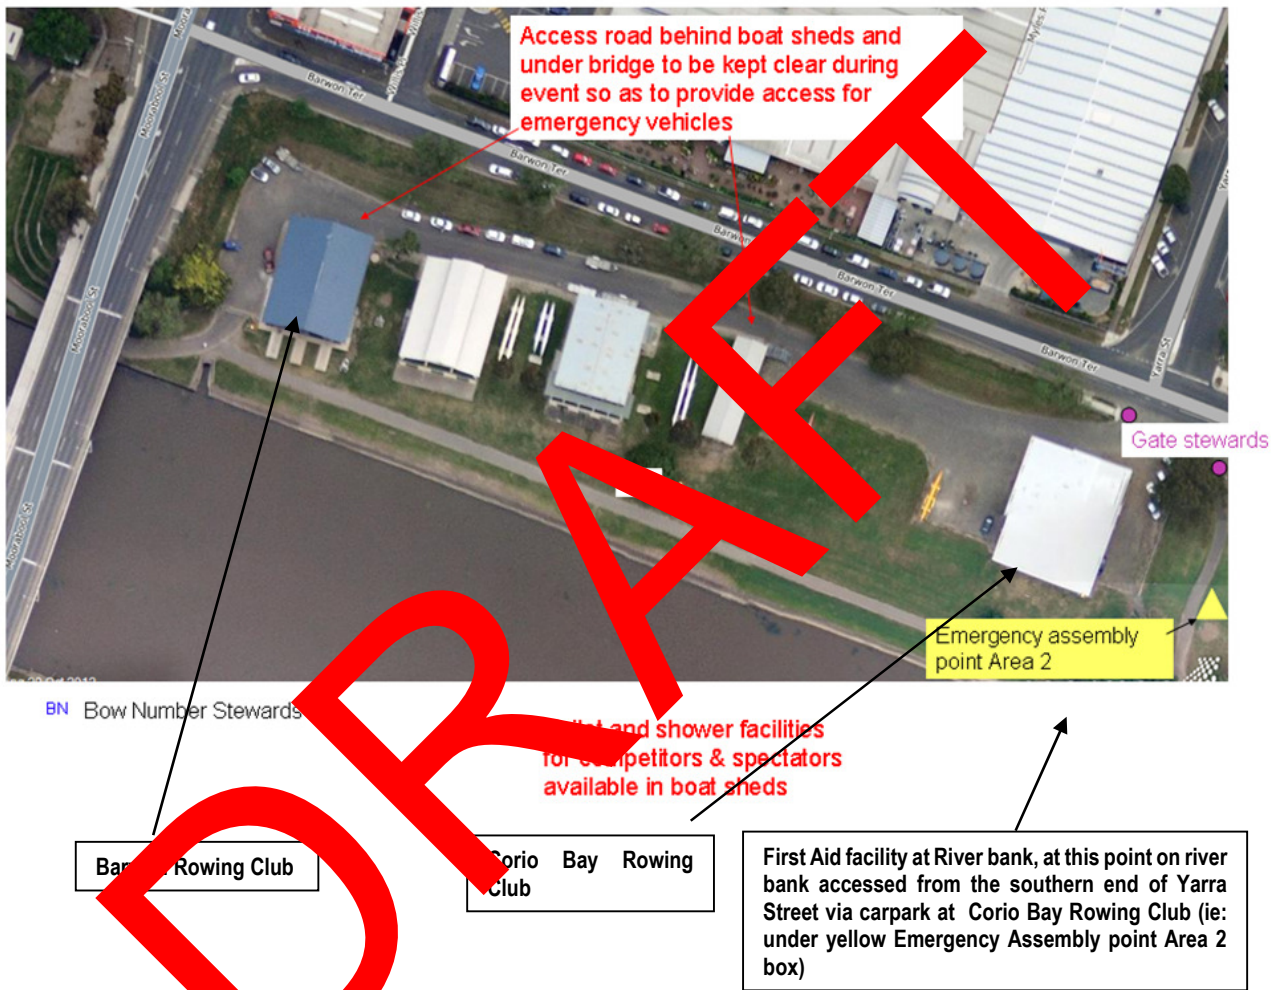 Access road behind boat sheds and
under bridge to be kept clear during
event so as to provide access for
emergency vehicles
Moorabool St
Barwon Ter
Barwon Ter
Barwon Ter
Barwon Ter
Moorabool St
Moorabool St
Moorabool St
Yarra St
Gate stewards
Emergency assembly
point Area 2
BN Bow Number Stewards
and shower facilities
for competitors & spectators
available in boat sheds
Rowing Club
Corio Bay Rowing
Club
First Aid facility at River bank, at this point on river
bank accessed from the southern end of Yarra
Street via carpark at Corio Bay Rowing Club (ie:
under yellow Emergency Assembly point Area 2
box)
DRAFT